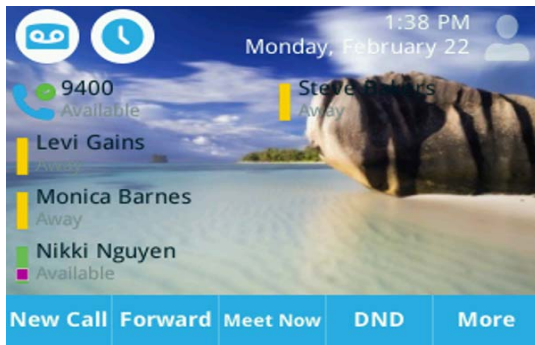 1:38 PM
Monday, February 22
9400
Available
Steve
Away
Levi Gains
Away
Monica Barnes
Away
Nikki Nguyen
Available
New Call
Forward
Meet Now
DND
More